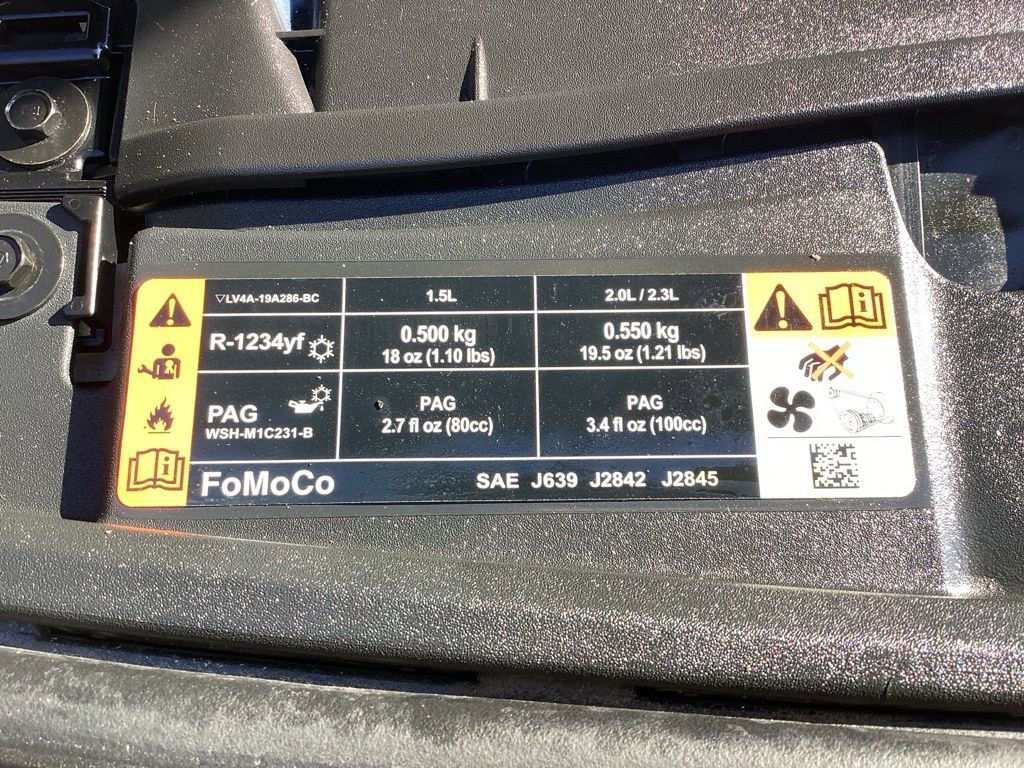 ▽LV4A-19A286-BC 1.5L 2.0L / 2.3L
R-1234yf 0.500 kg 0.550 kg
18 oz (1.10 lbs) 19.5 oz (1.21 lbs)
PAG PAG PAG
WSH-M1C231-B 2.7 fl oz (80cc) 3.4 fl oz (100cc)
FoMoCo SAE J639 J2842 J2845